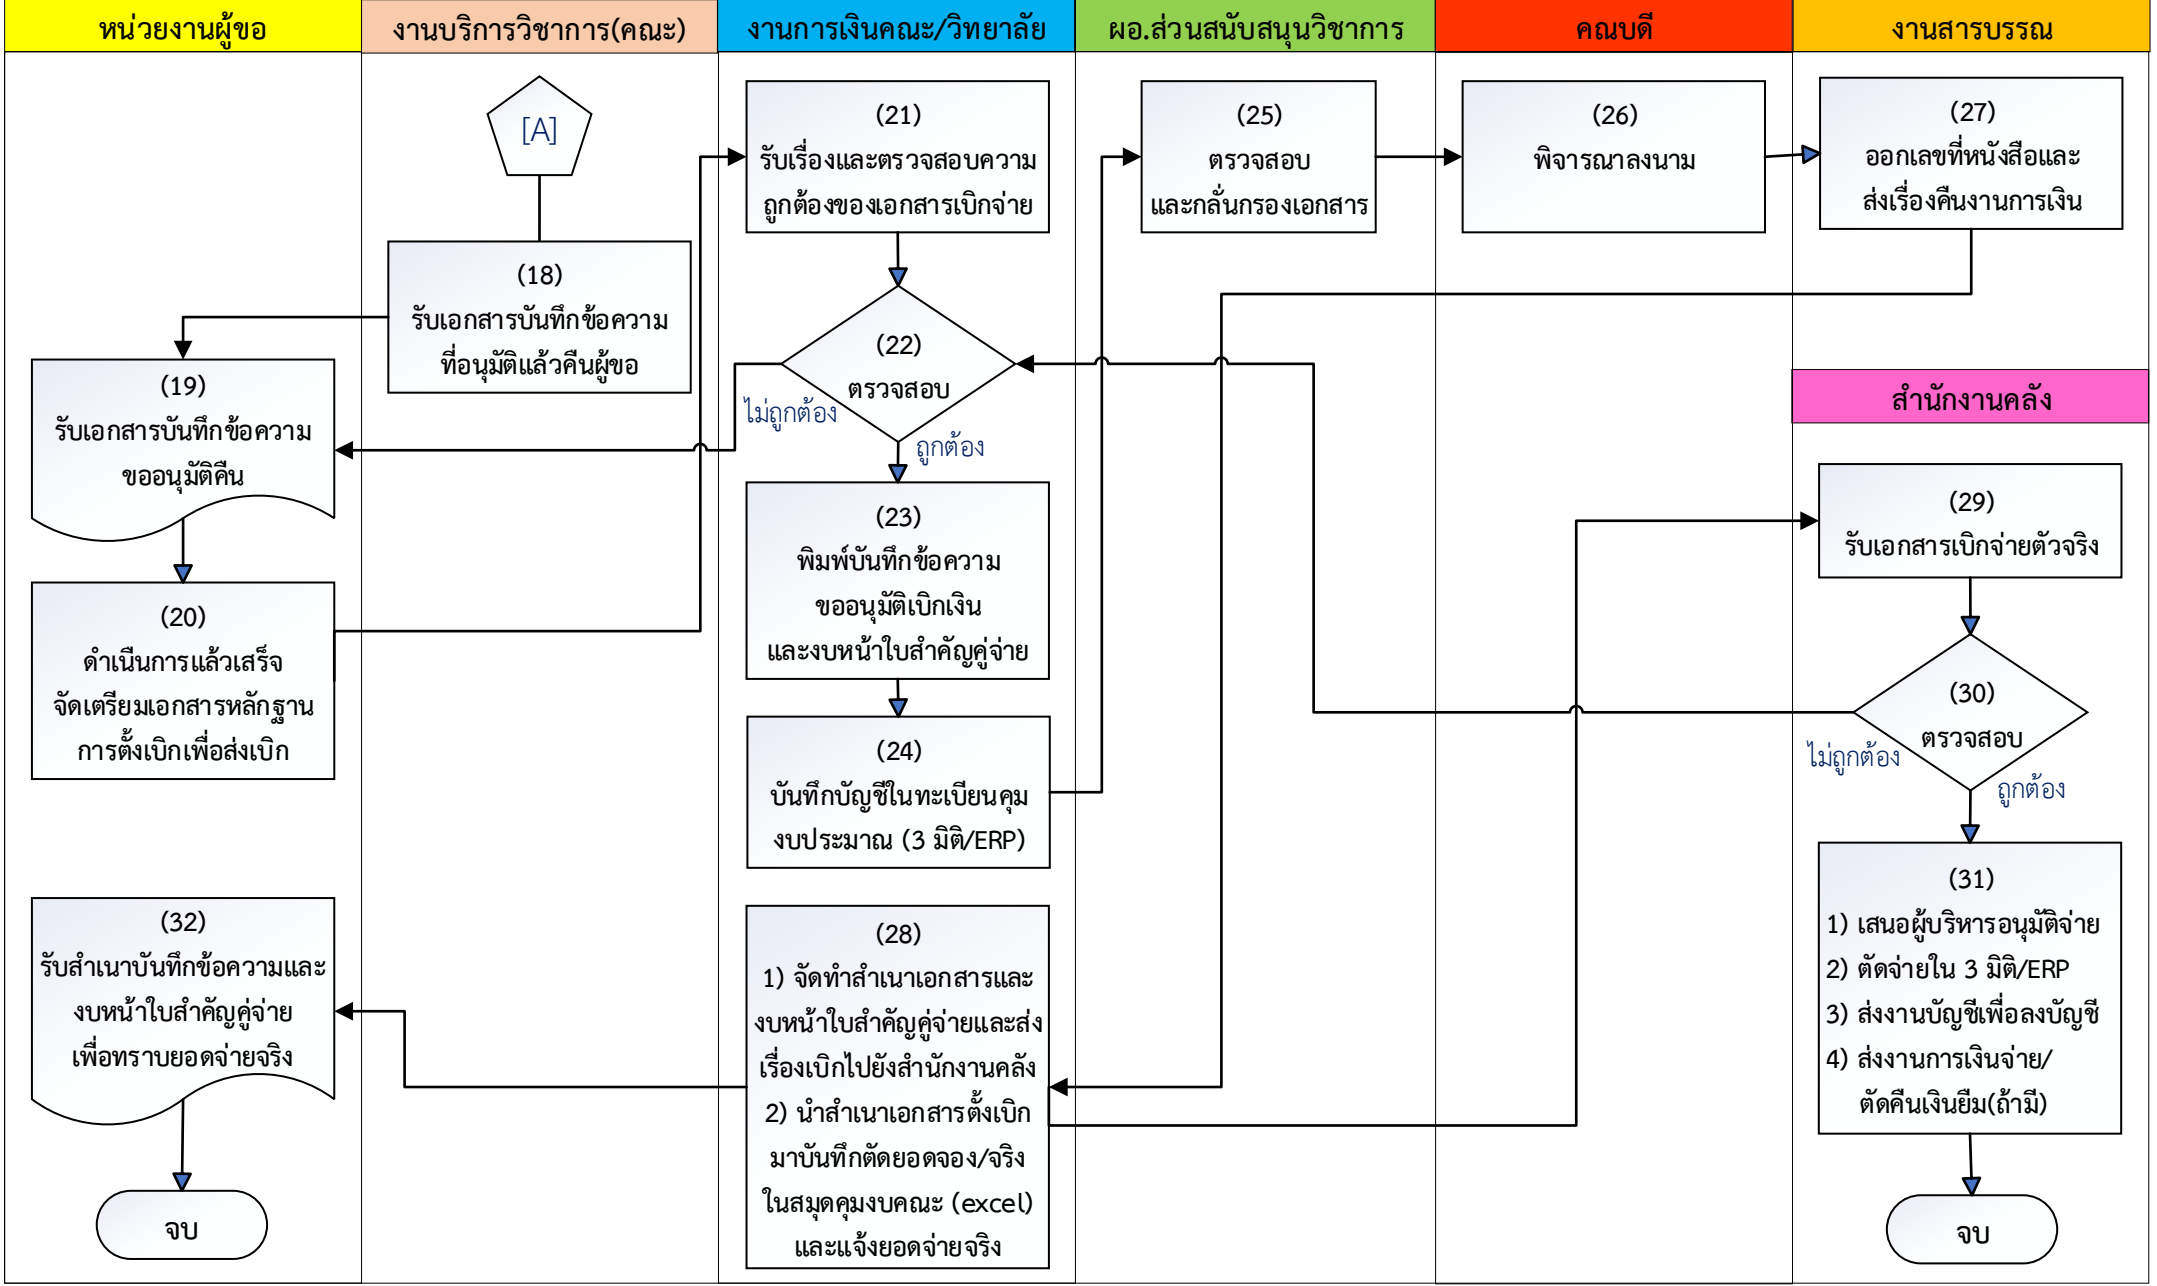 หน่วยงานผู้ขอ
งานบริการวิชาการ(คณะ)
งานการเงินคณะ/วิทยาลัย
ผอ.ส่วนสนับสนุนวิชาการ
คณบดี
งานสารบรรณ
[A]
(18)
รับเอกสารบันทึกข้อความ
ที่อนุมัติแล้วคืนผู้ขอ
(19)
รับเอกสารบันทึกข้อความ
ขออนุมัติคืน
(20)
ดำเนินการแล้วเสร็จ
จัดเตรียมเอกสารหลักฐาน
การตั้งเบิกเพื่อส่งเบิก
(21)
รับเรื่องและตรวจสอบความ
ถูกต้องของเอกสารเบิกจ่าย
(22)
ตรวจสอบ
ไม่ถูกต้อง
ถูกต้อง
(23)
พิมพ์บันทึกข้อความ
ขออนุมัติเบิกเงิน
และงบหน้าใบสำคัญคู่จ่าย
(24)
บันทึกบัญชีในทะเบียนคุม
งบประมาณ (3 มิติ/ERP)
(25)
ตรวจสอบ
และกลั่นกรองเอกสาร
(26)
พิจารณาลงนาม
(27)
ออกเลขที่หนังสือและ
ส่งเรื่องคืนงานการเงิน
(28)
1) จัดทำสำเนาเอกสารและ
งบหน้าใบสำคัญคู่จ่ายและส่ง
เรื่องเบิกไปยังสำนักงานคลัง
2) นำสำเนาเอกสารตั้งเบิก
มาบันทึกตัดยอดจอง/จริง
ในสมุดคุมงบคณะ (excel)
และแจ้งยอดจ่ายจริง
สำนักงานคลัง
(29)
รับเอกสารเบิกจ่ายตัวจริง
(30)
ตรวจสอบ
ไม่ถูกต้อง
ถูกต้อง
(31)
1) เสนอผู้บริหารอนุมัติจ่าย
2) ตัดจ่ายใน 3 มิติ/ERP
3) ส่งงานบัญชีเพื่อลงบัญชี
4) ส่งงานการเงินจ่าย/
ตัดคืนเงินยืม(ถ้ามี)
จบ
(32)
รับสำเนาบันทึกข้อความและ
งบหน้าใบสำคัญคู่จ่าย
เพื่อทราบยอดจ่ายจริง
จบ